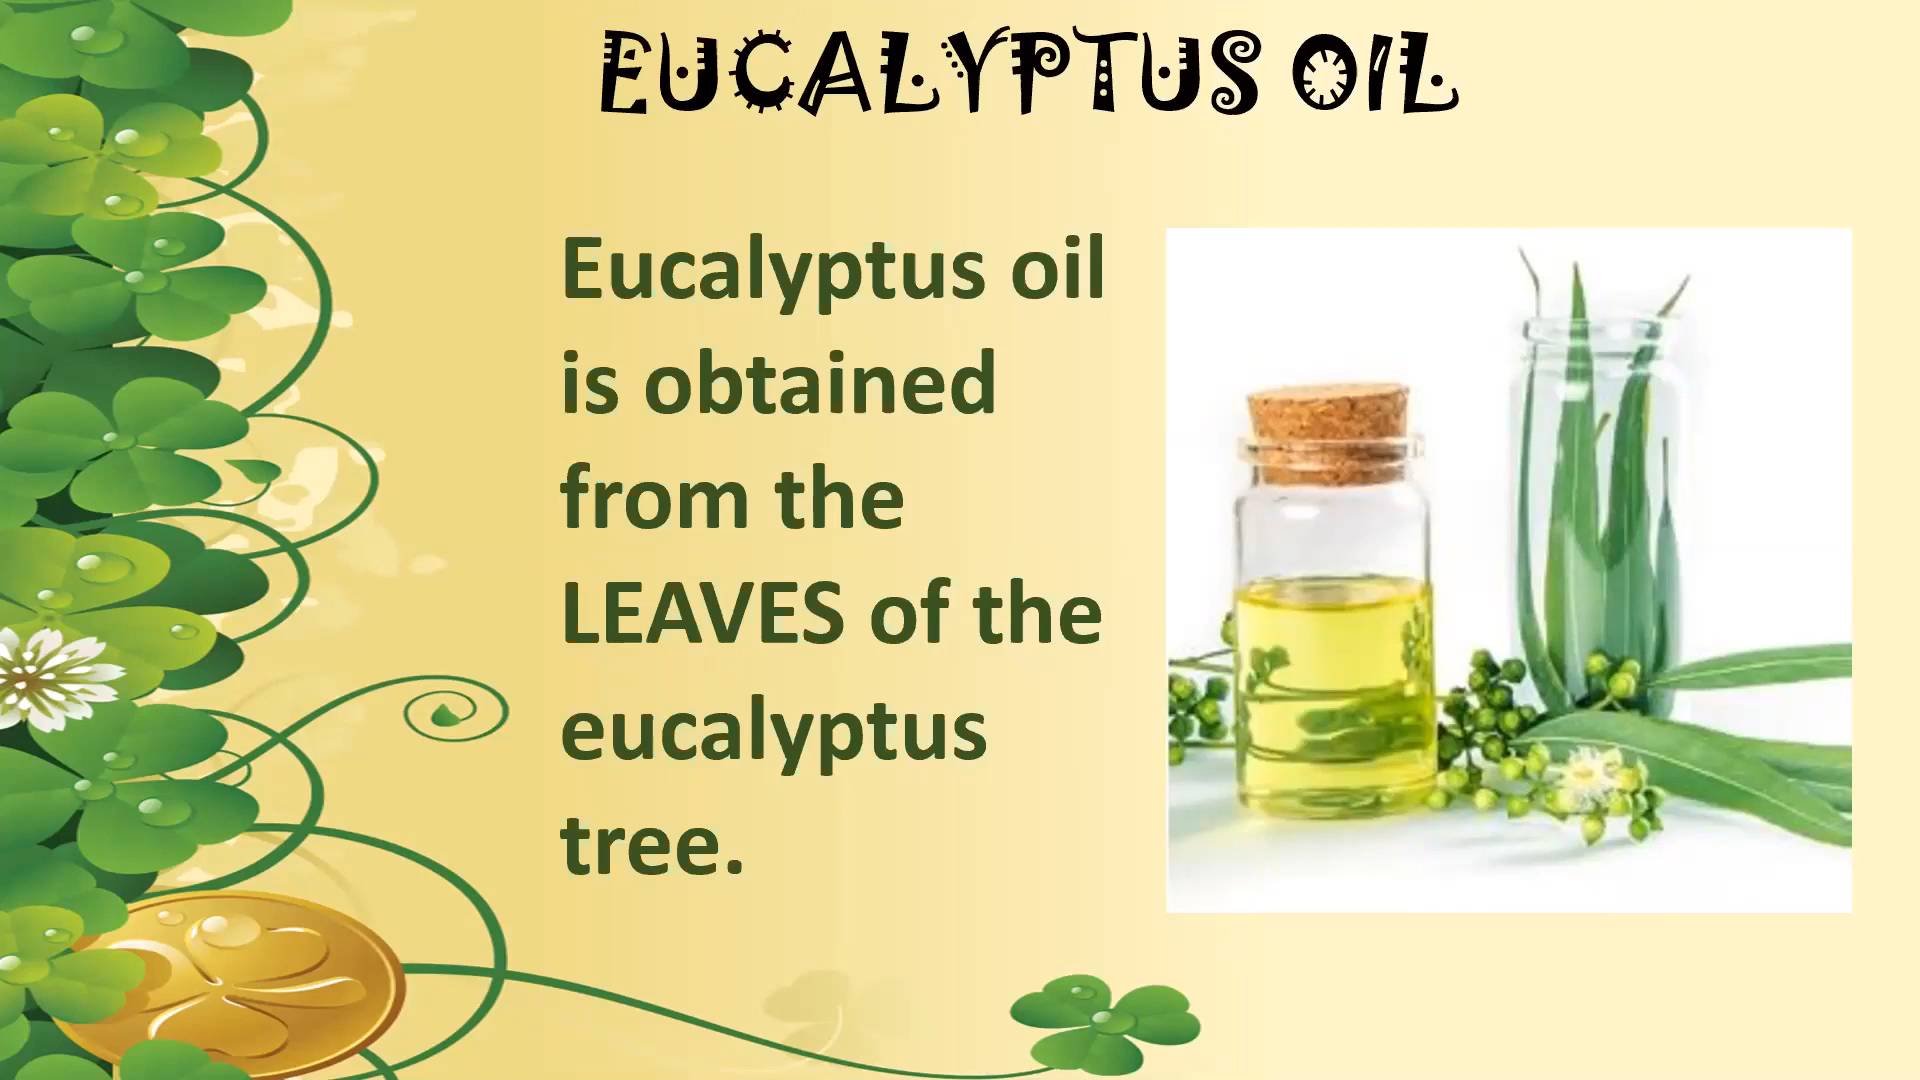 EUCALYPTUS OIL
Eucalyptus oil
is obtained
from the
LEAVES of the
eucalyptus
tree.